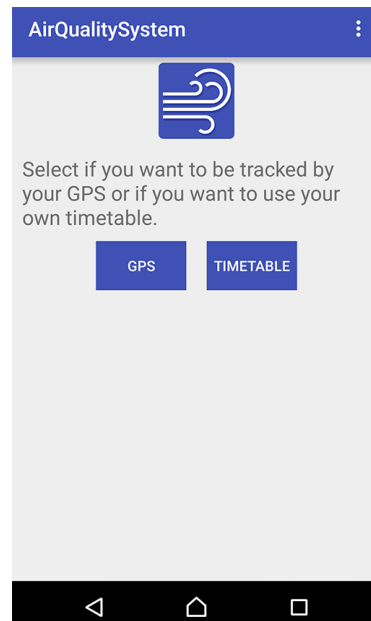 AirQualitySystem
Select if you want to be tracked by
your GPS or if you want to use your
own timetable.
GPS
TIMETABLE